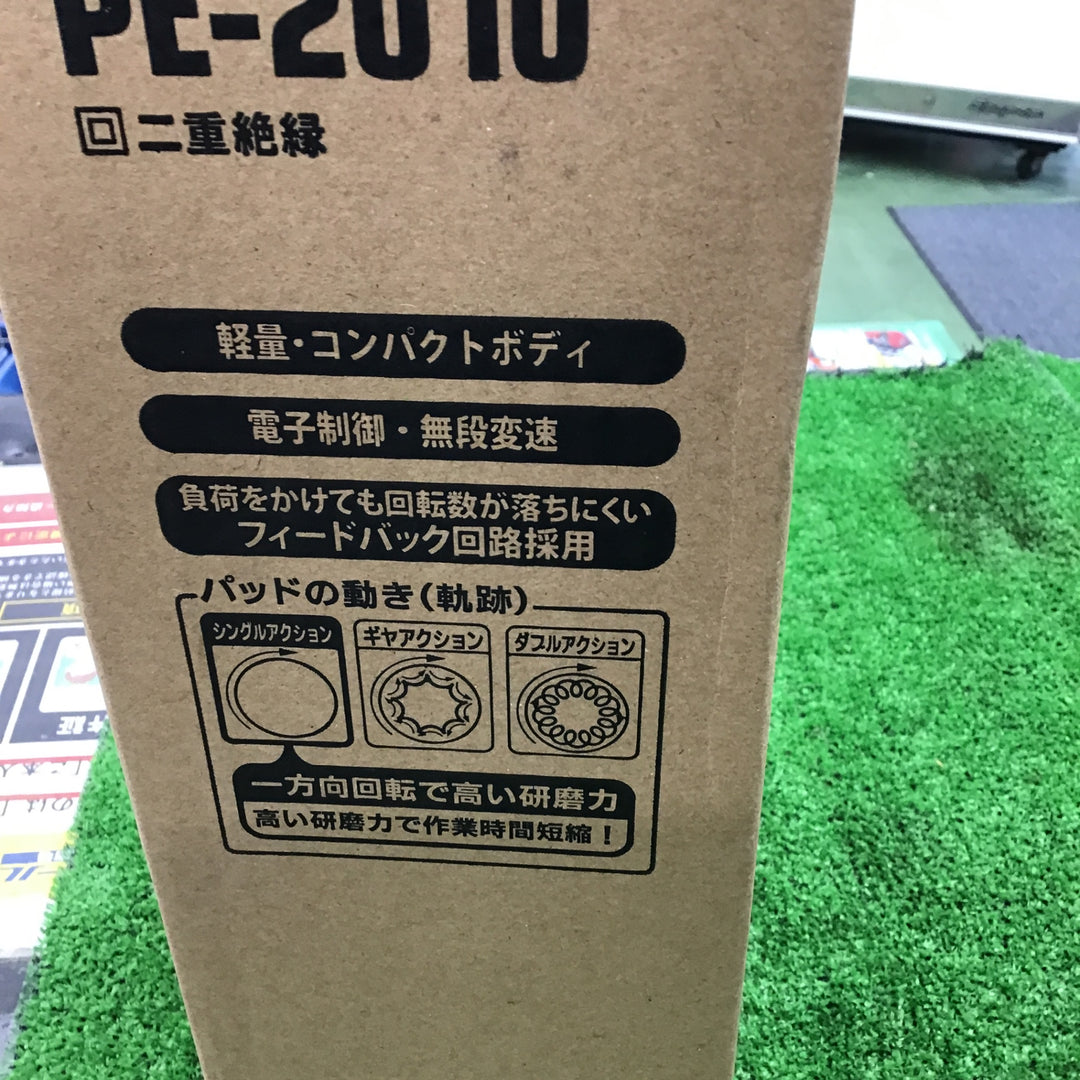 PE-2010
回二重絶縁
軽量・コンパクトボディ
電子制御・無段変速
負荷をかけても回転数が落ちにくい
フィードバック回路採用
パッドの動き(軌跡)
シングルアクション
ギヤアクション
ダブルアクション
一方向回転で高い研磨力
高い研磨力で作業時間短縮!